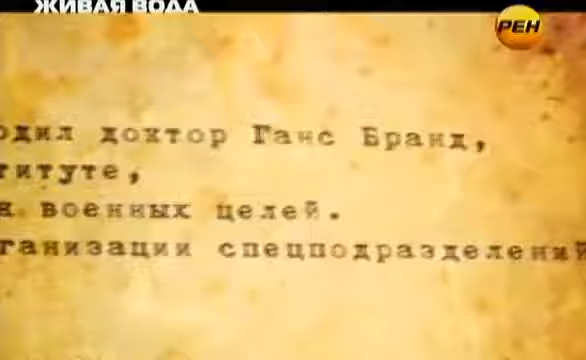 ЖИВАЯ ВОДА
РЕН
одил доктор Ганс Бранд,
титуте,
я военных целей.
ганизации спецподразделений